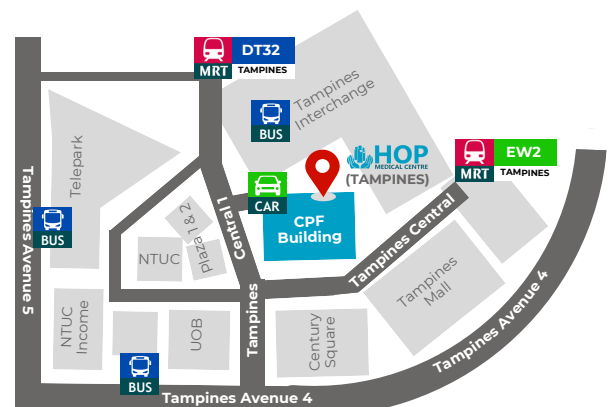 MRT
DT32
TAMPINES
Tampines
Interchange
BUS
Telepark
HOP
MEDICAL CENTRE
(TAMPINES)
MRT
EW2
TAMPINES
CAR
CPF
Building
Tampines Avenue 5
BUS
Plaza 1 & 2
NTUC
Central 1
Tampines Central
Tampines
Mall
NTUC
Income
UOB
Tampines
Century
Square
Tampines Avenue 4
BUS
Tampines Avenue 4